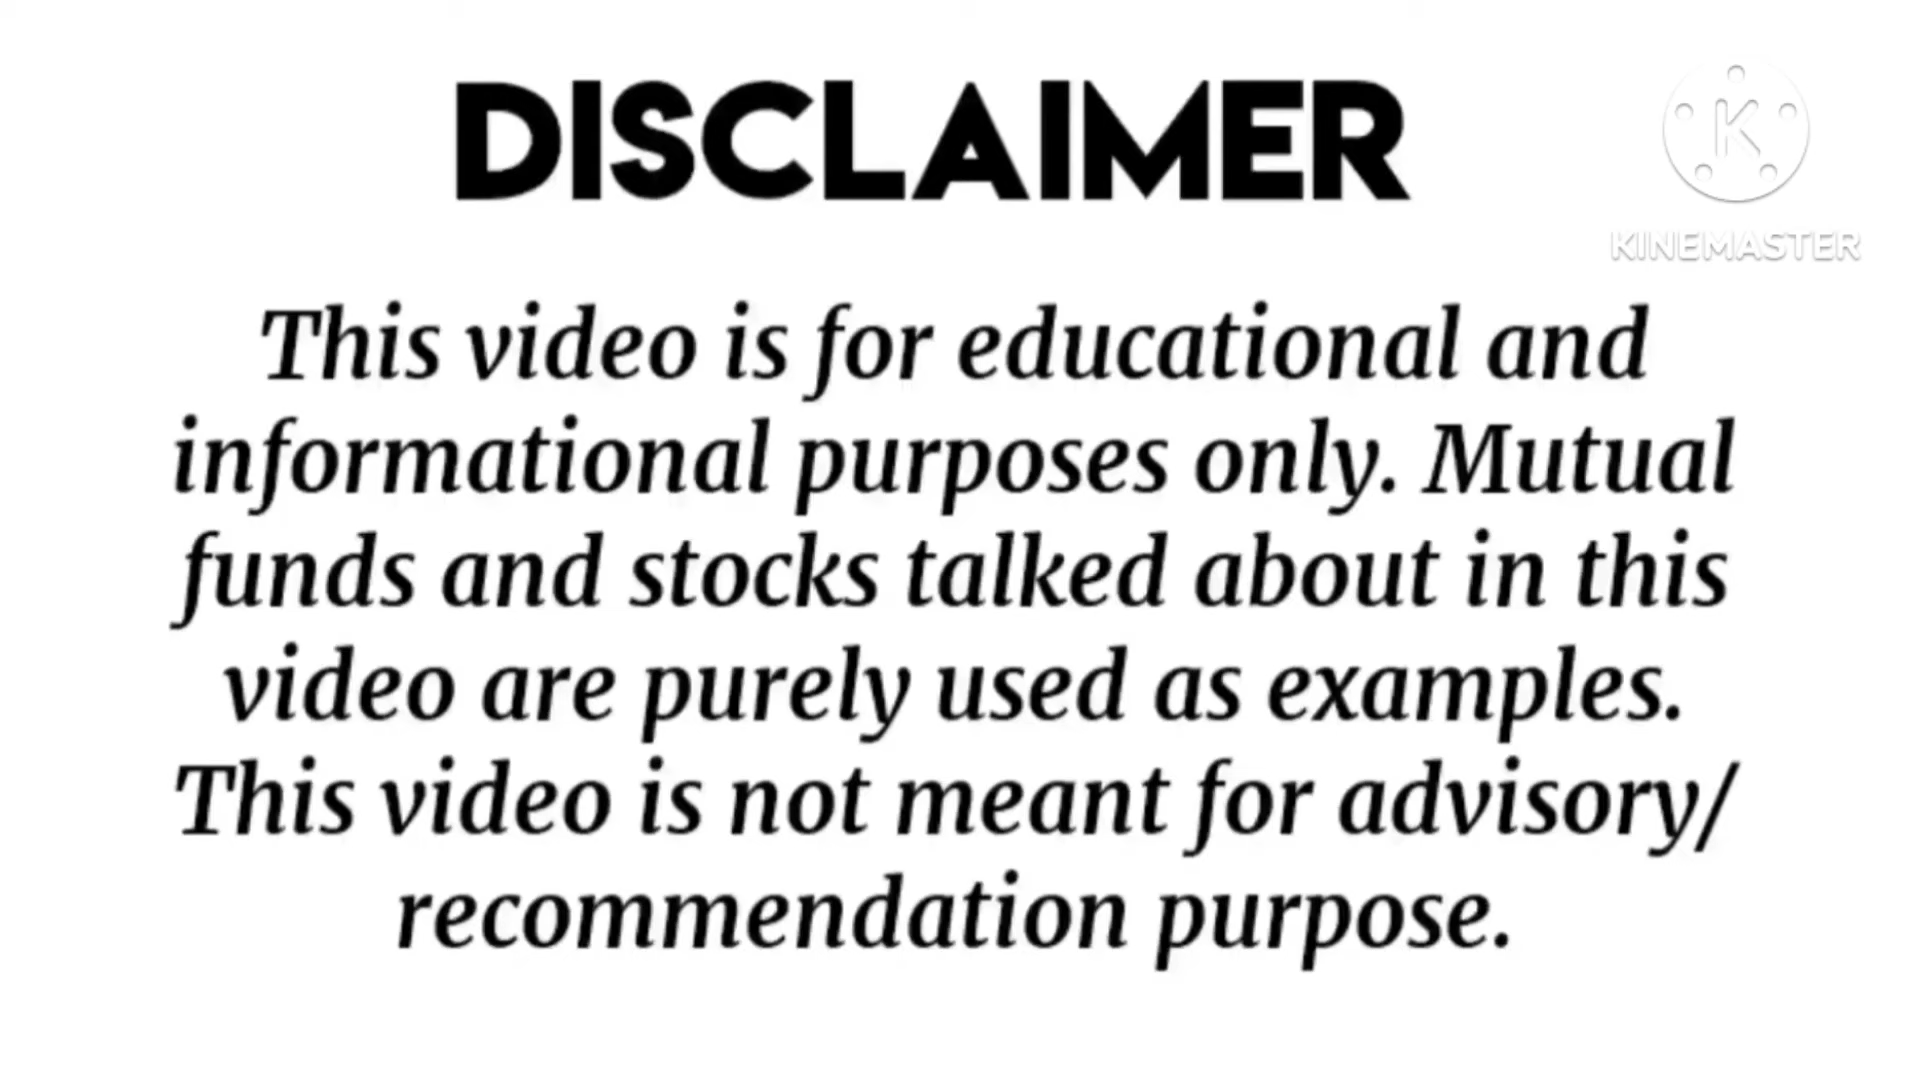 DISCLAIMER
K
KINEMASTER
This video is for educational and
informational purposes only. Mutual
funds and stocks talked about in this
video are purely used as examples.
This video is not meant for advisory/
recommendation purpose.